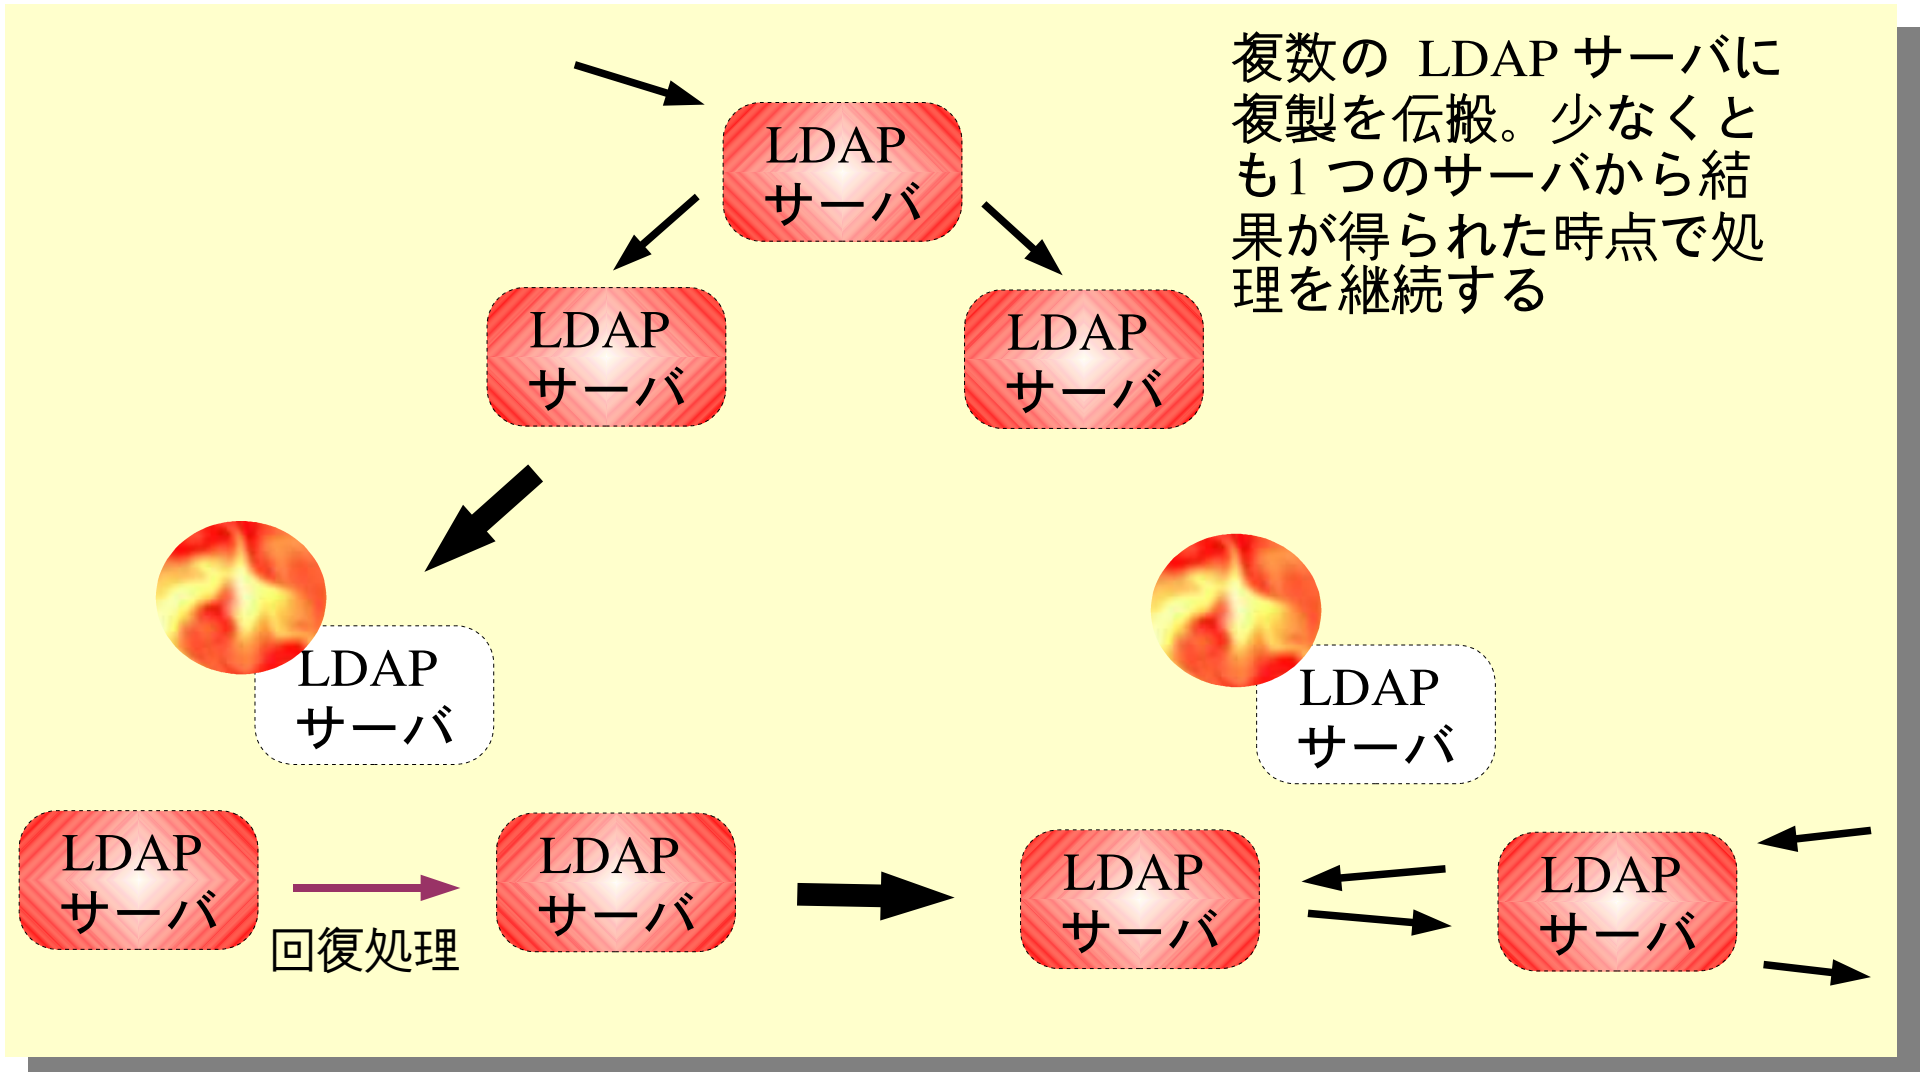 複数の LDAP サーバに
複製を伝搬。少なくと
も1 つのサーバから結
果が得られた時点で処
理を継続する
LDAP
サーバ
LDAP
サーバ
LDAP
サーバ
LDAP
サーバ
LDAP
サーバ
LDAP
サーバ
回復処理
LDAP
サーバ
LDAP
サーバ
LDAP
サーバ